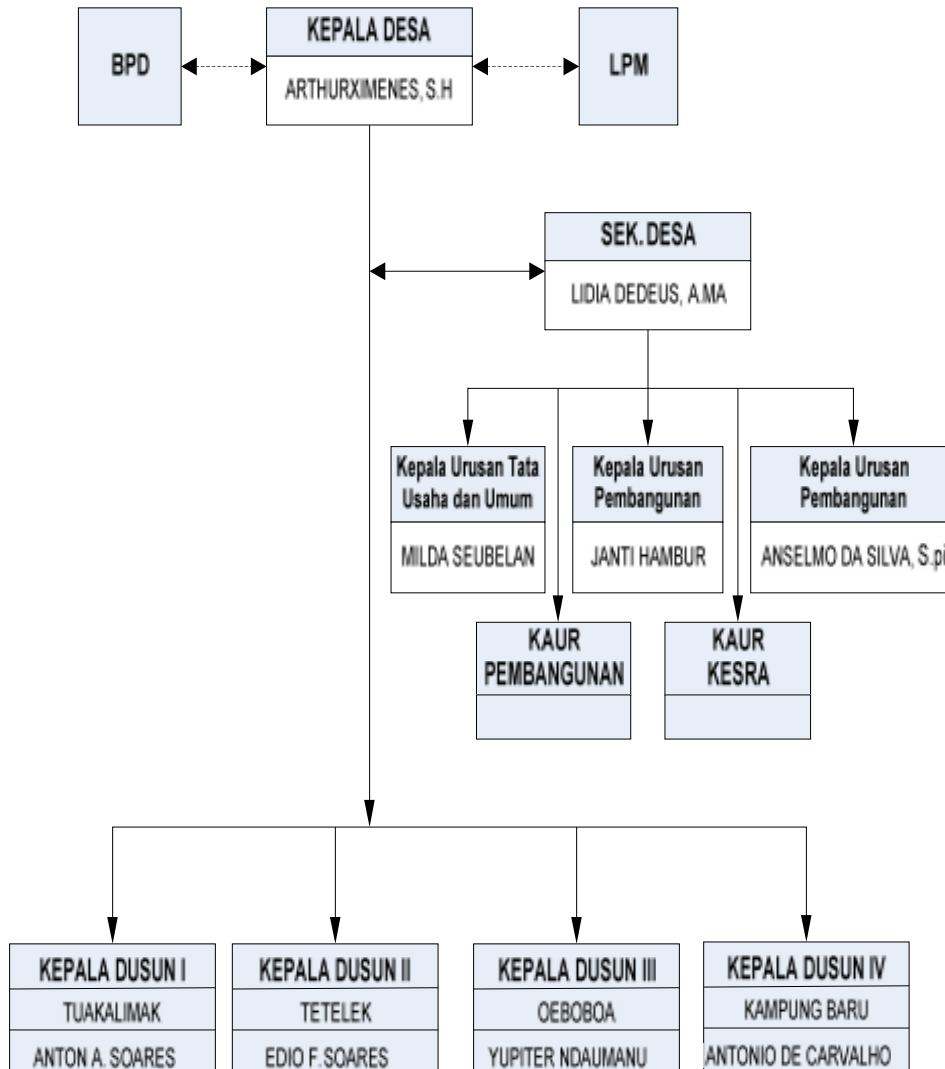 BPD
KEPALA DESA
ARTHURXIMENES, S.H
LPM
SEK. DESA
LIDIA DEDEUS, A.MA
Kepala Urusan Tata
Usaha dan Umum
MILDA SEUBELAN
Kepala Urusan
Pembangunan
JANTI HAMBUR
Kepala Urusan
Pembangunan
ANSELMO DA SILVA, S.pi
KAUR
PEMBANGUNAN
KAUR
KESRA
KEPALA DUSUN I
TUAKALIMAK
ANTON A. SOARES
KEPALA DUSUN II
TETELEK
EDIO F. SOARES
KEPALA DUSUN III
OEBOBOA
YUPITER NDAUMANU
KEPALA DUSUN IV
KAMPUNG BARU
ANTONIO DE CARVALHO